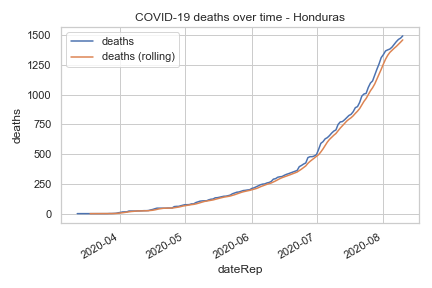 COVID-19 deaths over time - Honduras
deaths
deaths (rolling)
1500
1250
1000
750
500
250
0
deaths
2020-04
2020-05
2020-06
2020-07
2020-08
dateRep